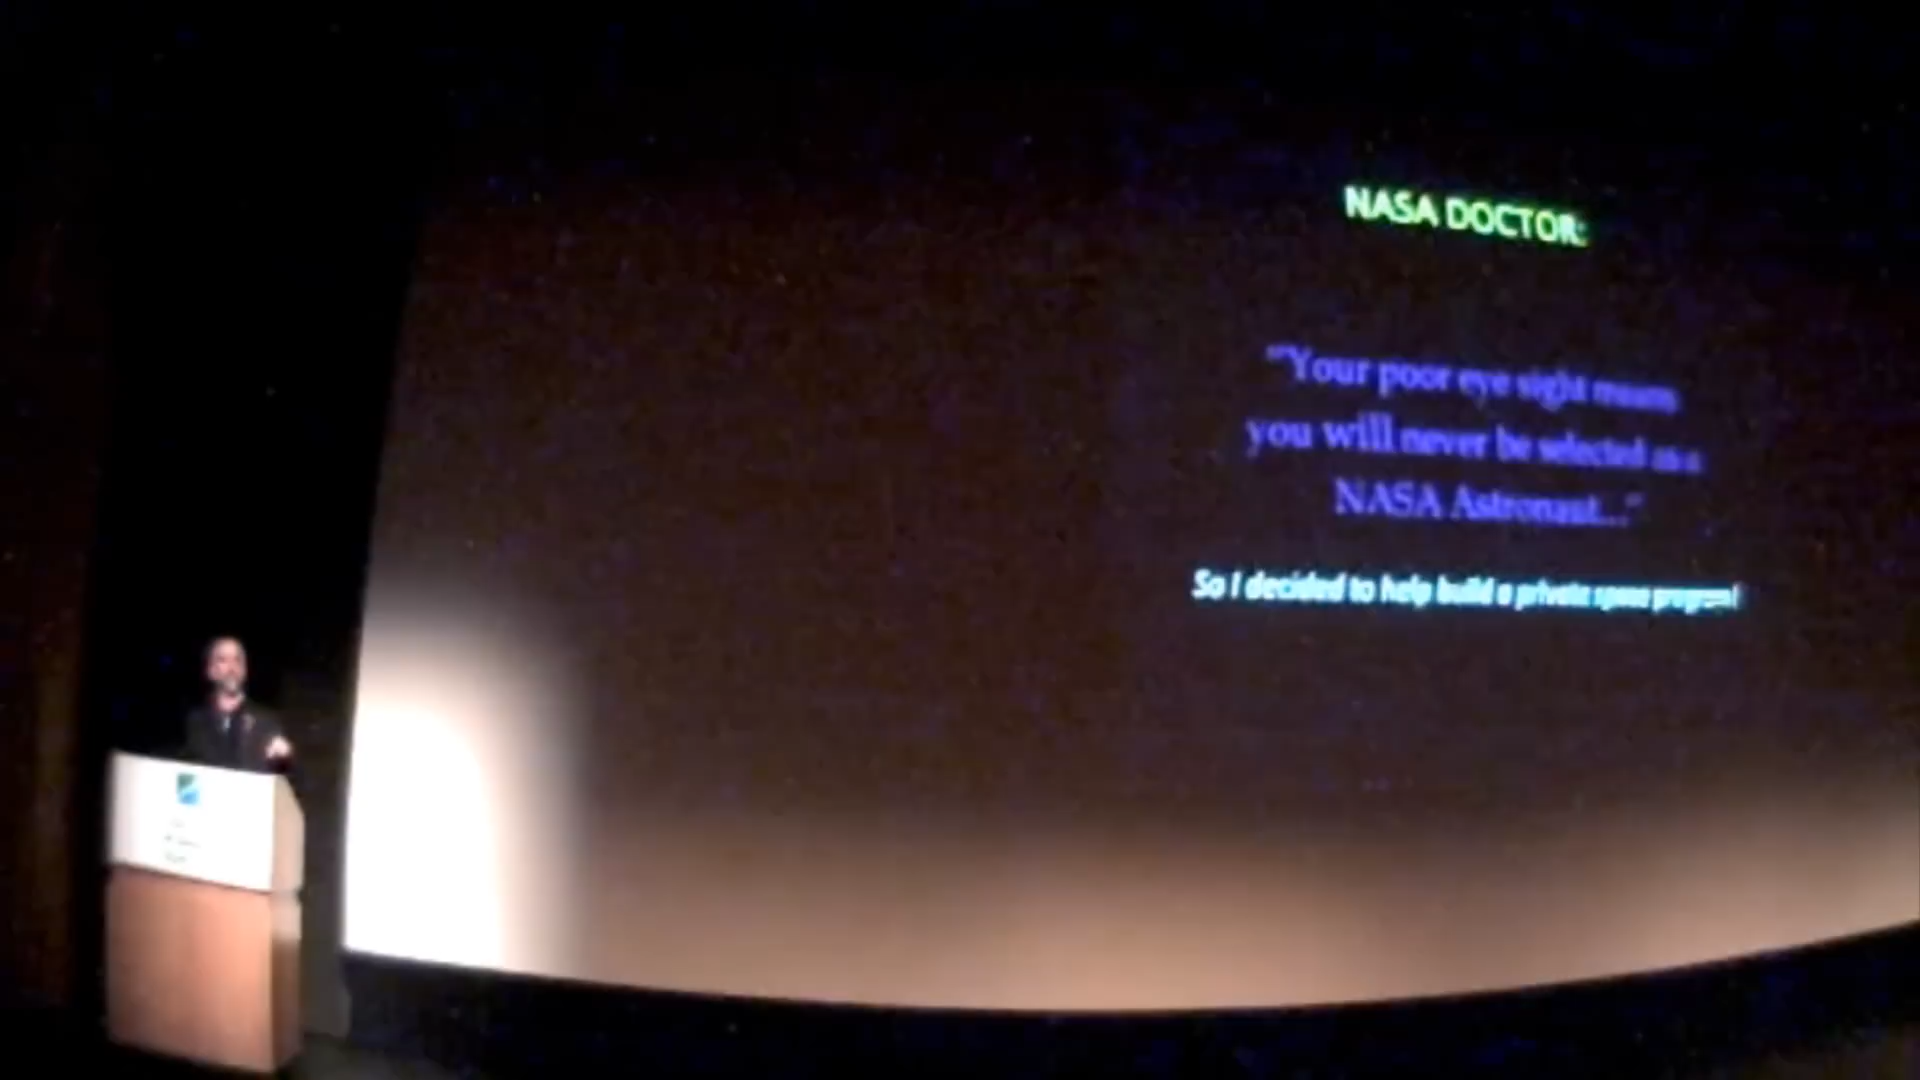 NASA DOCTOR:
"Your poor eye sight means
you will never be selected as a
NASA Astronaut..."
So I decided to help build a private space program!